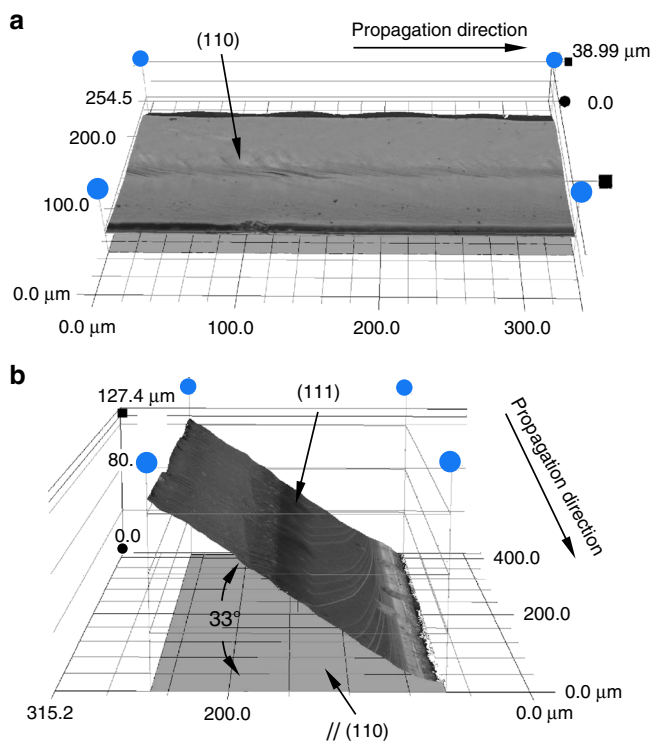 a
(110)
Propagation direction
38.99 μm
254.5
0.0
200.0
100.0
0.0 μm
0.0 μm
100.0
200.0
300.0
b
127.4 μm
(111)
Propagation direction
80.
0.0
400.0
33°
200.0
0.0 μm
315.2
200.0
0.0 μm
// (110)